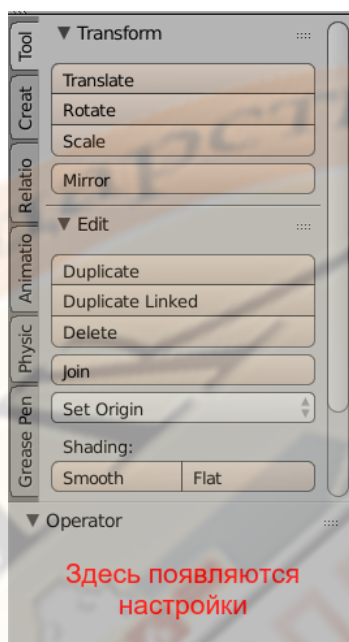 Tool
Creat
Relatio
Animatio
Physic
Grease Pen
Transform
Translate
Rotate
Scale
Mirror
Edit
Duplicate
Duplicate Linked
Delete
Join
Set Origin
Shading:
Smooth Flat
Operator
Здесь появляются
настройки